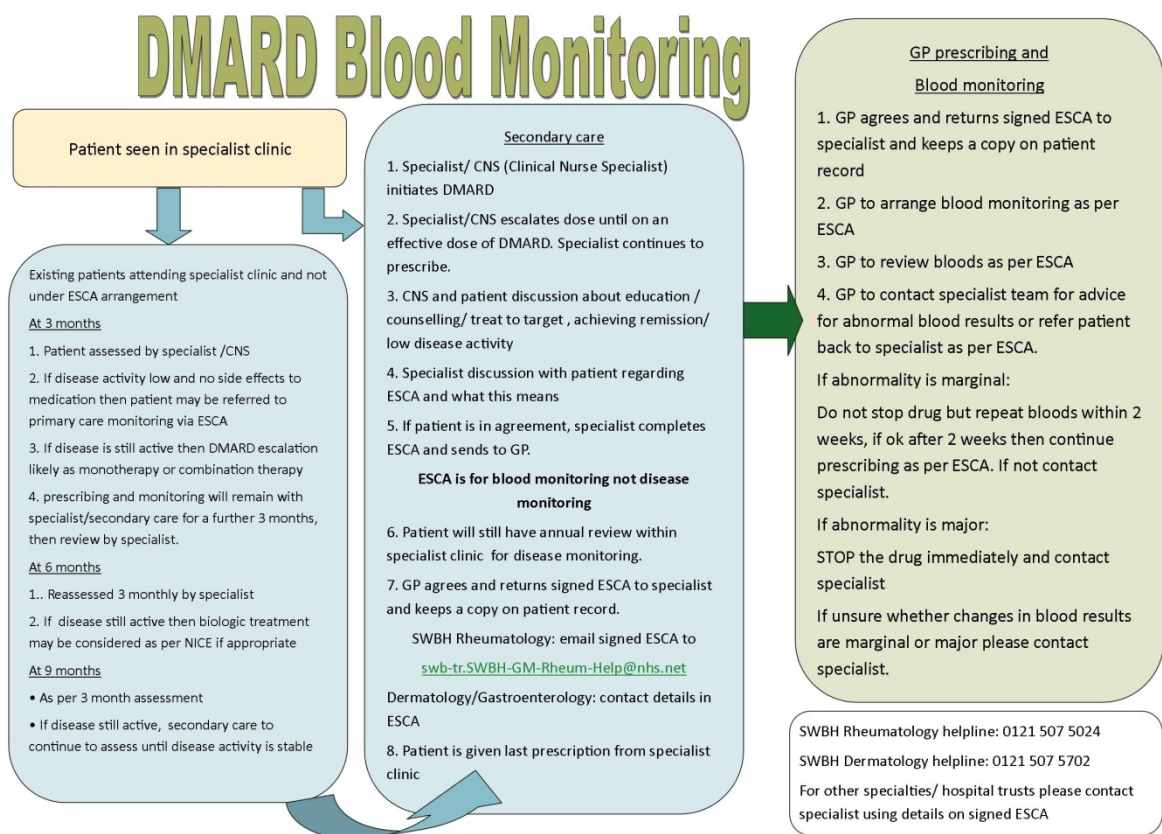 DMARD Blood Monitoring
Patient seen in specialist clinic
Existing patients attending specialist clinic and not
under ESCA arrangement
At 3 months
1. Patient assessed by specialist /CNS
2. If disease activity low and no side effects to
medication then patient may be referred to
primary care monitoring via ESCA
3. If disease is still active then DMARD escalation
likely as monotherapy or combination therapy
4. prescribing and monitoring will remain with
specialist/secondary care for a further 3 months,
then review by specialist.
At 6 months
1.. Reassessed 3 monthly by specialist
2. If  disease still active then biologic treatment
may be considered as per NICE if appropriate
At 9 months
• As per 3 month assessment
• If disease still active,  secondary care to
continue to assess until disease activity is stable
Secondary care
1. Specialist/ CNS (Clinical Nurse Specialist)
initiates DMARD
2. Specialist/CNS escalates dose until on an
effective dose of DMARD. Specialist continues to
prescribe.
3. CNS and patient discussion about education /
counselling/ treat to target , achieving remission/
low disease activity
4. Specialist discussion with patient regarding
ESCA and what this means
5. If patient is in agreement, specialist completes
ESCA and sends to GP.
ESCA is for blood monitoring not disease
monitoring
6. Patient will still have annual review within
specialist clinic  for disease monitoring.
7. GP agrees and returns signed ESCA to specialist
and keeps a copy on patient record.
SWBH Rheumatology: email signed ESCA to
swb-tr.SWBH-GM-Rheum-Help@nhs.net
Dermatology/Gastroenterology: contact details in
ESCA
8. Patient is given last prescription from specialist
clinic
GP prescribing and
Blood monitoring
1. GP agrees and returns signed ESCA to
specialist and keeps a copy on patient
record
2. GP to arrange blood monitoring as per
ESCA
3. GP to review bloods as per ESCA
4. GP to contact specialist team for advice
for abnormal blood results or refer patient
back to specialist as per ESCA.
If abnormality is marginal:
Do not stop drug but repeat bloods within 2
weeks, if ok after 2 weeks then continue
prescribing as per ESCA. If not contact
specialist.
If abnormality is major:
STOP the drug immediately and contact
specialist
If unsure whether changes in blood results
are marginal or major please contact
specialist.
SWBH Rheumatology helpline: 0121 507 5024
SWBH Dermatology helpline: 0121 507 5702
For other specialties/ hospital trusts please contact
specialist using details on signed ESCA